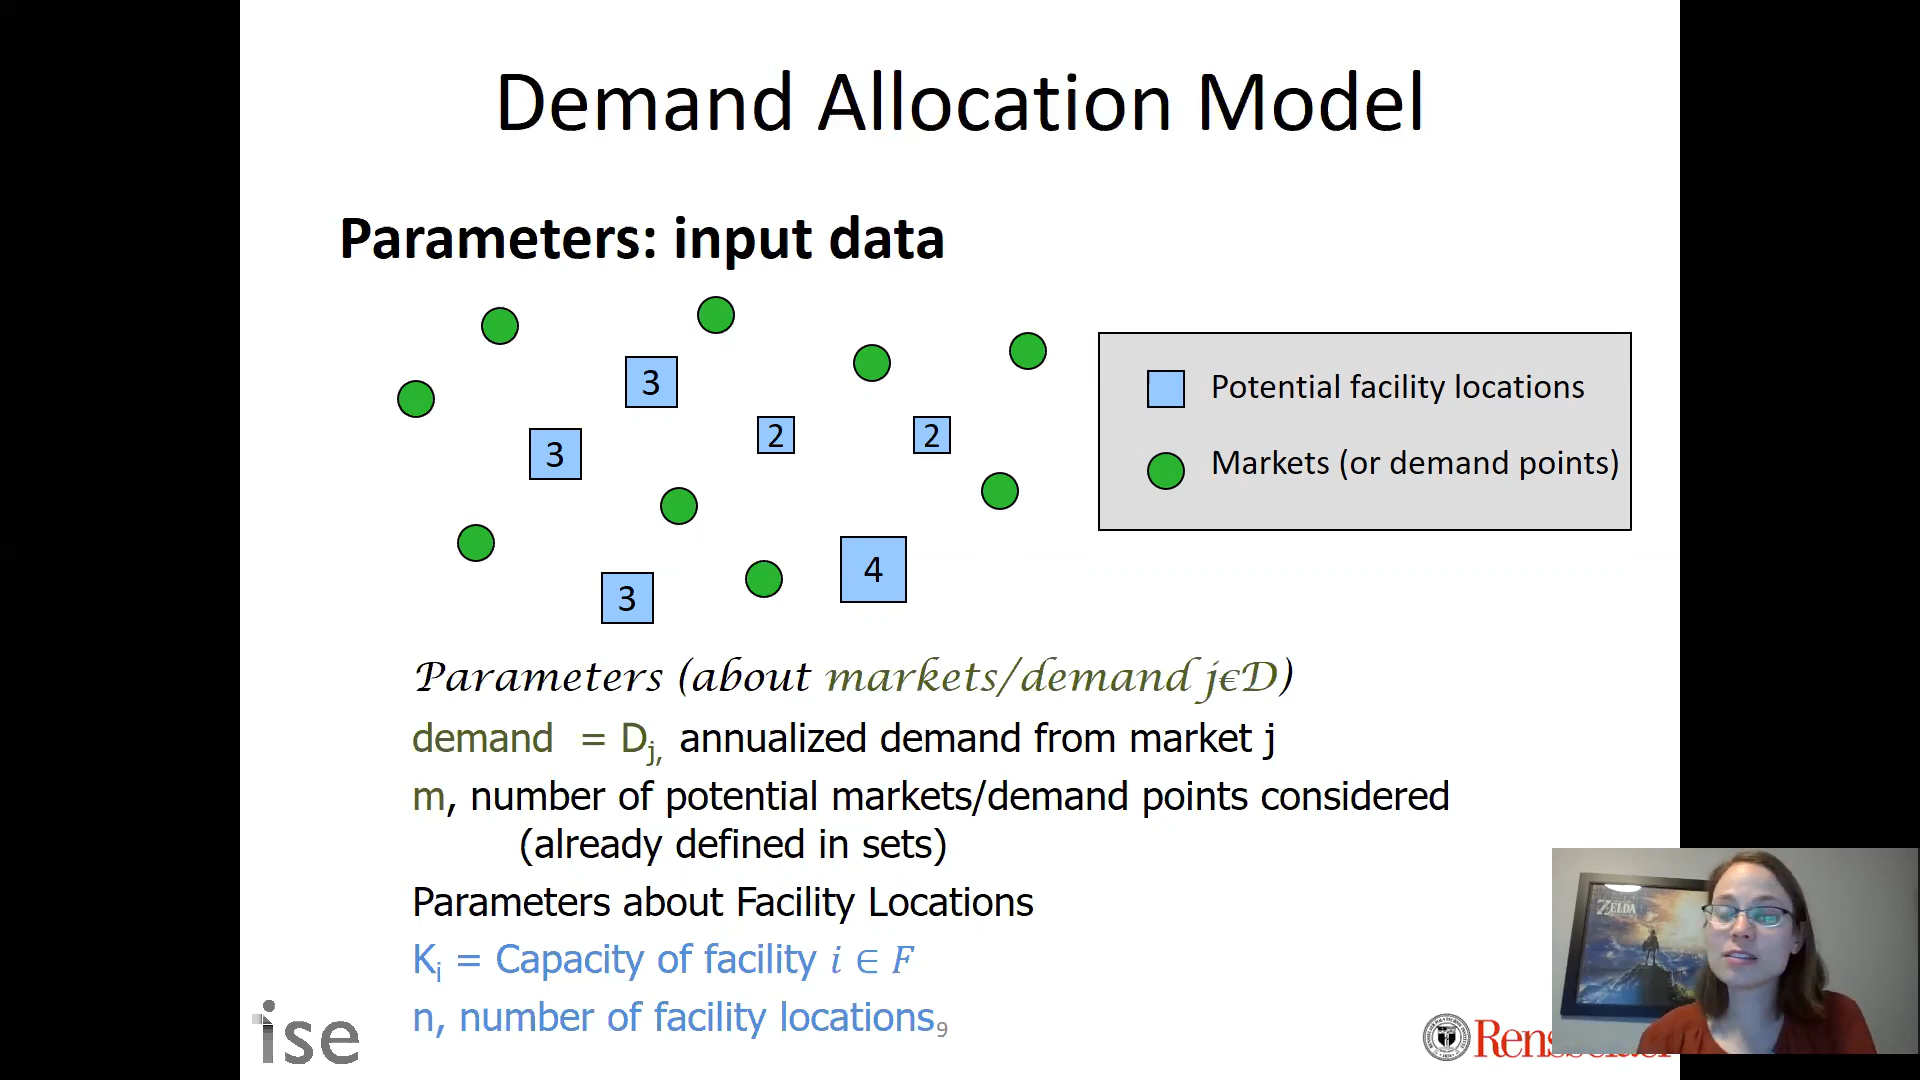 Demand Allocation Model
Parameters: input data
3
3
2
2
3
4
Potential facility locations
Markets (or demand points)
Parameters (about markets/demand j€D)
demand = Dj, annualized demand from market j
m, number of potential markets/demand points considered
(already defined in sets)
Parameters about Facility Locations
Ki = Capacity of facility i ∈ F
n, number of facility locations
9
ise
ZELDA